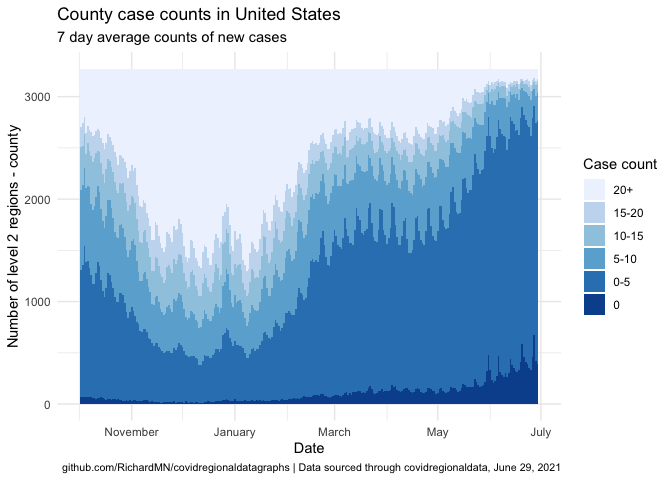 County case counts in United States
7 day average counts of new cases
Number of level 2 regions - county
3000
2000
1000
0
November
January
March
May
July
Date
Case count
20+
15-20
10-15
5-10
0-5
0
github.com/RichardMN/covidregionaldatagraphs | Data sourced through covidregionaldata, June 29, 2021